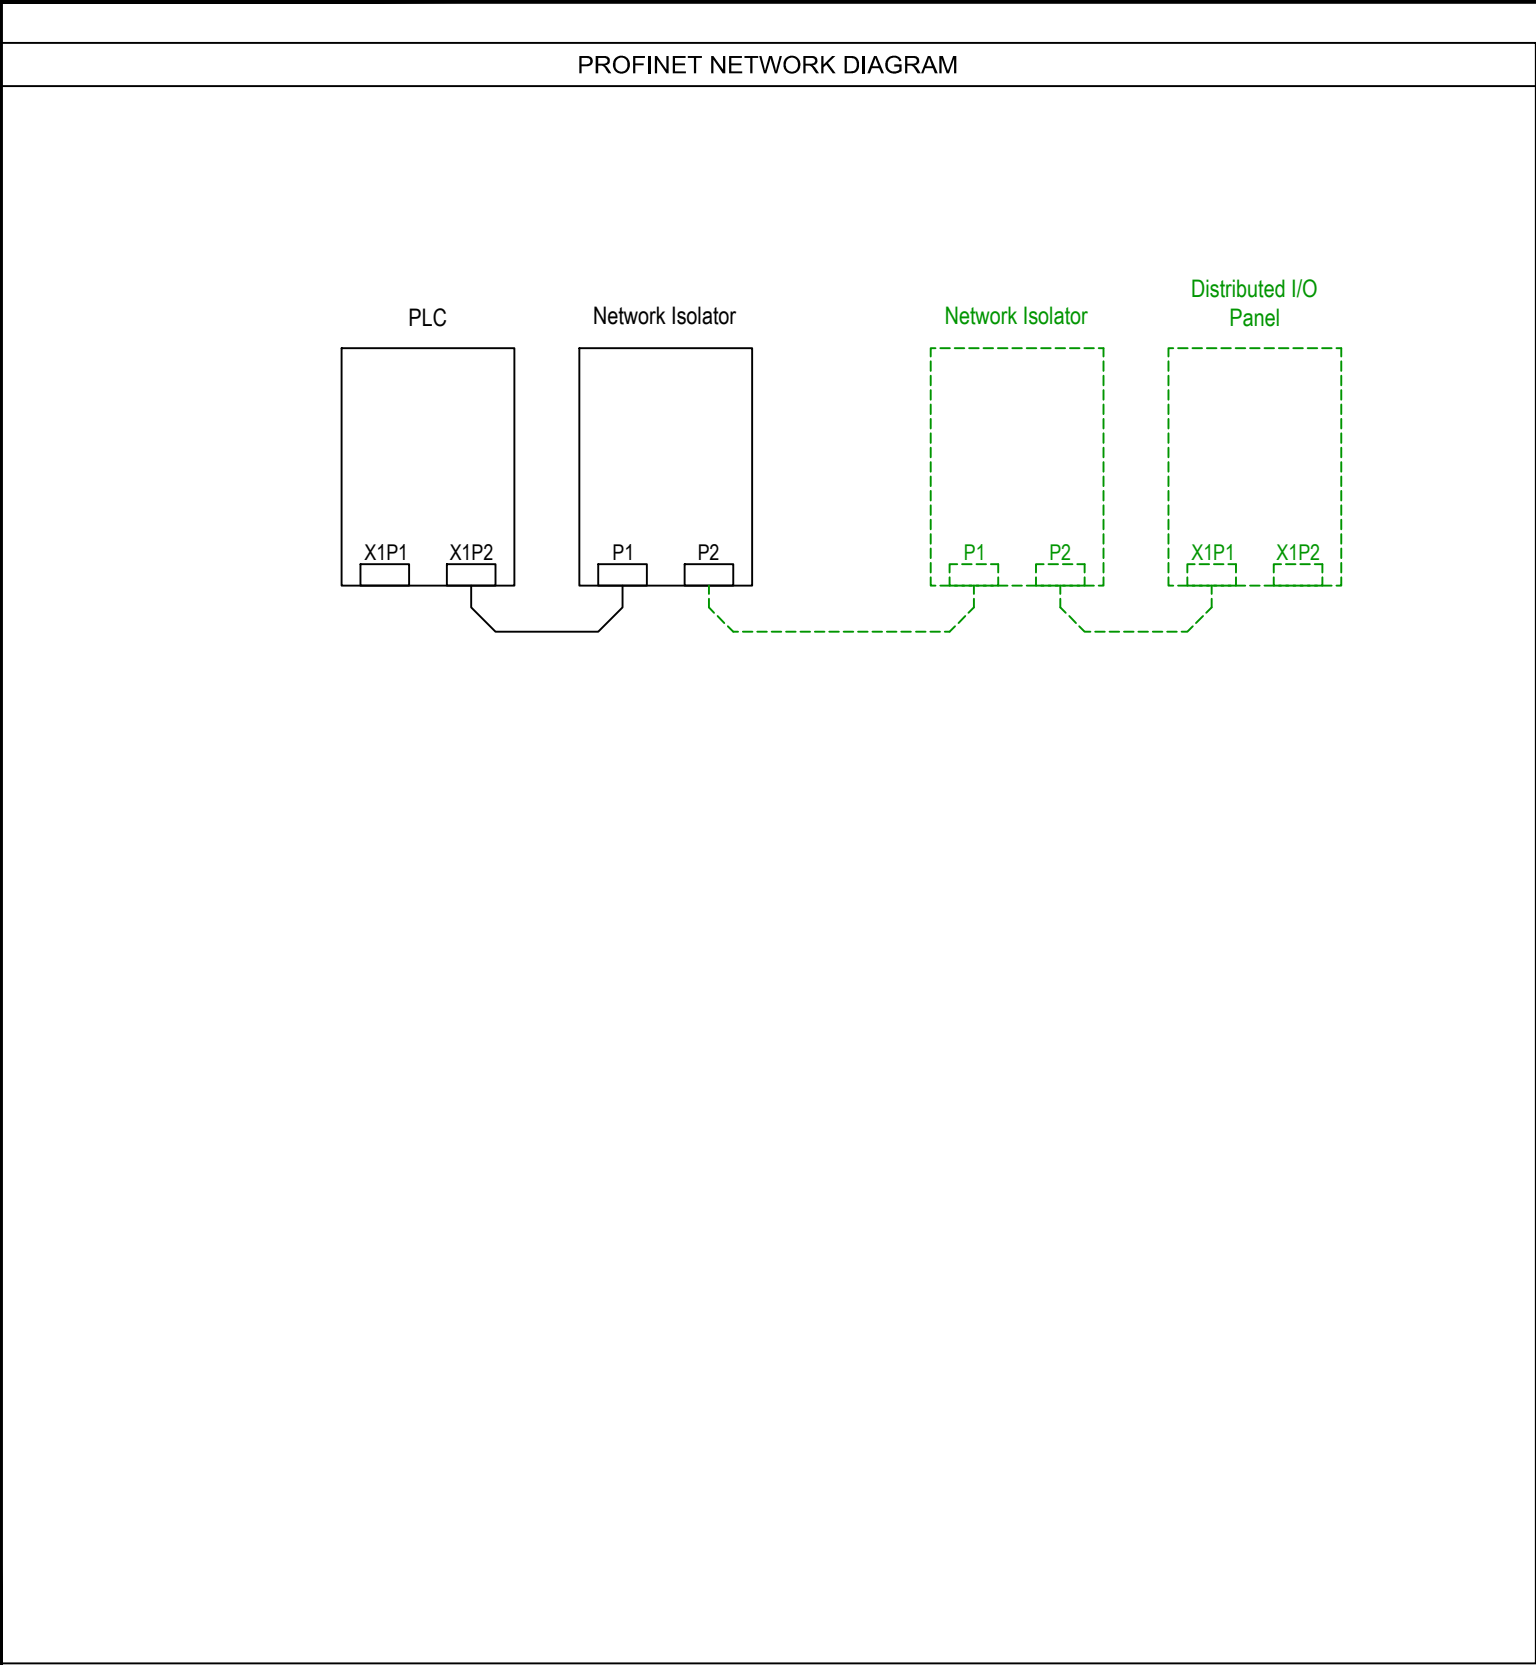 PROFINET NETWORK DIAGRAM
PLC
Network Isolator
Network Isolator
Distributed I/O
Panel
X1P1
X1P2
P1
P2
P1
P2
X1P1
X1P2